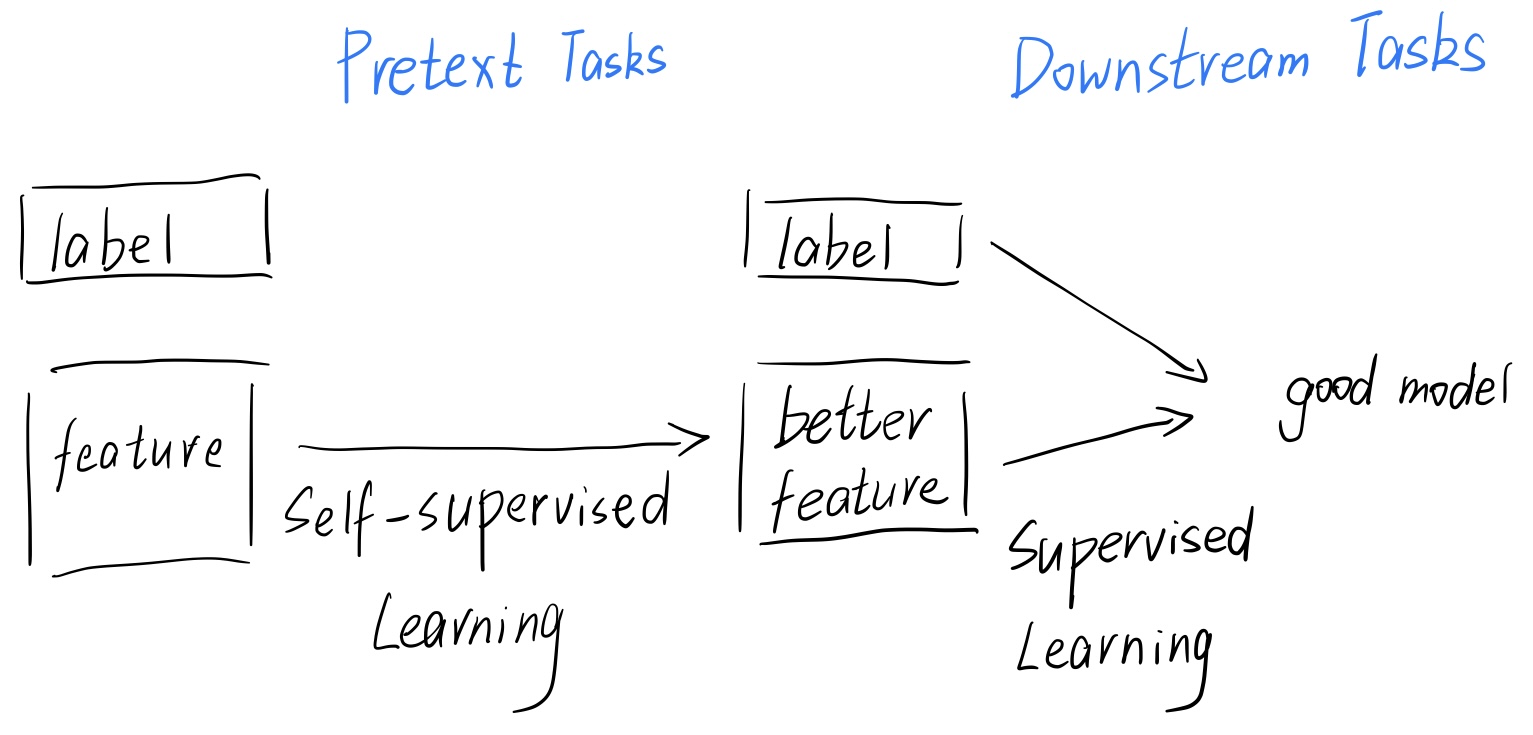 Pretext Tasks
Downstream Tasks
label
label
feature
better
feature
good model
Self-supervised
Learning
Supervised
Learning